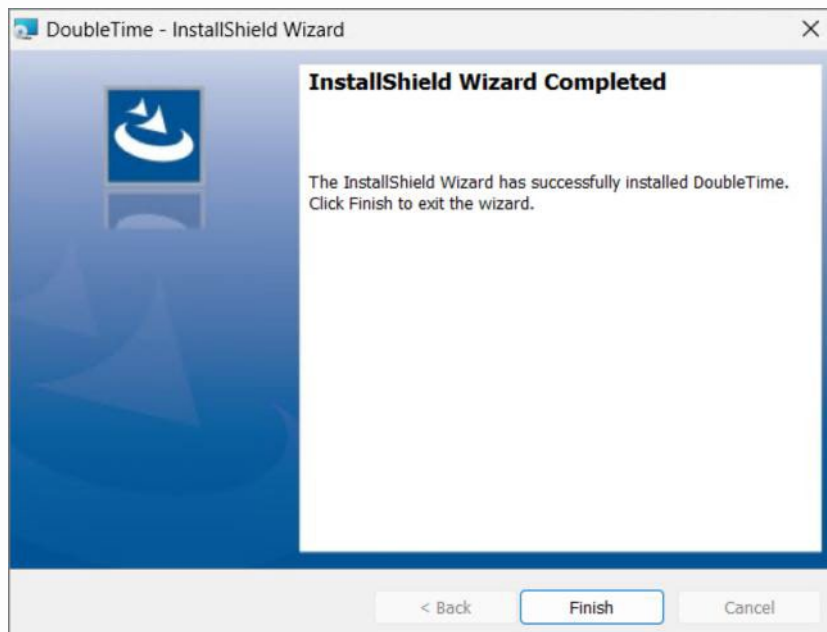 DoubleTime - InstallShield Wizard
InstallShield Wizard Completed
The InstallShield Wizard has successfully installed DoubleTime.
Click Finish to exit the wizard.
< Back
Finish
Cancel